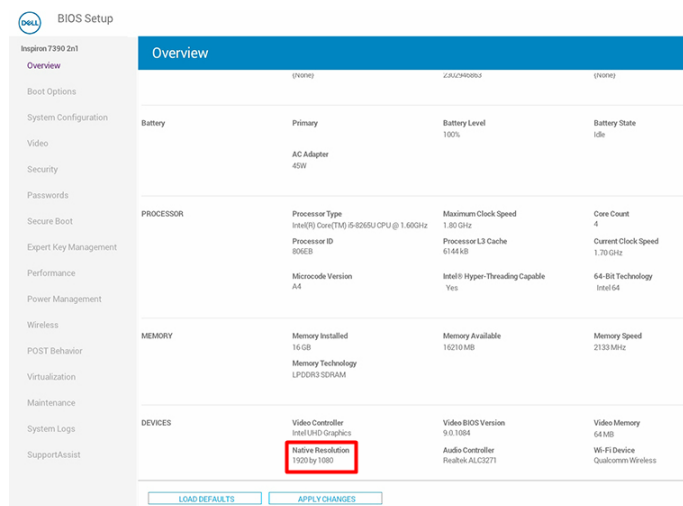 DELL
BIOS Setup
Inspiron 7390 2n1
Overview
Boot Options
System Configuration
Video
Security
Passwords
Secure Boot
Expert Key Management
Performance
Power Management
Wireless
POST Behavior
Virtualization
Maintenance
System Logs
SupportAssist
Overview
(None)
(None)
Battery
Primary
Battery Level
100%
Battery State
Idle
AC Adapter
45W
PROCESSOR
Processor Type
Intel(R) Core(TM) i5-8265U CPU @ 1.60GHz
Maximum Clock Speed
1.80 GHz
Core Count
4
Processor ID
806EB
Processor L3 Cache
6144 kB
Current Clock Speed
1.70 GHz
Microcode Version
A4
Intel® Hyper-Threading Capable
Yes
64-Bit Technology
Intel 64
MEMORY
Memory Installed
16 GB
Memory Available
16210 MB
Memory Speed
2133 MHz
Memory Technology
LPDDR3 SDRAM
DEVICES
Video Controller
Intel UHD Graphics
Video BIOS Version
9.0.1084
Video Memory
64 MB
Native Resolution
1920 by 1080
Audio Controller
Realtek ALC3271
Wi-Fi Device
Qualcomm Wireless
LOAD DEFAULTS
APPLY CHANGES